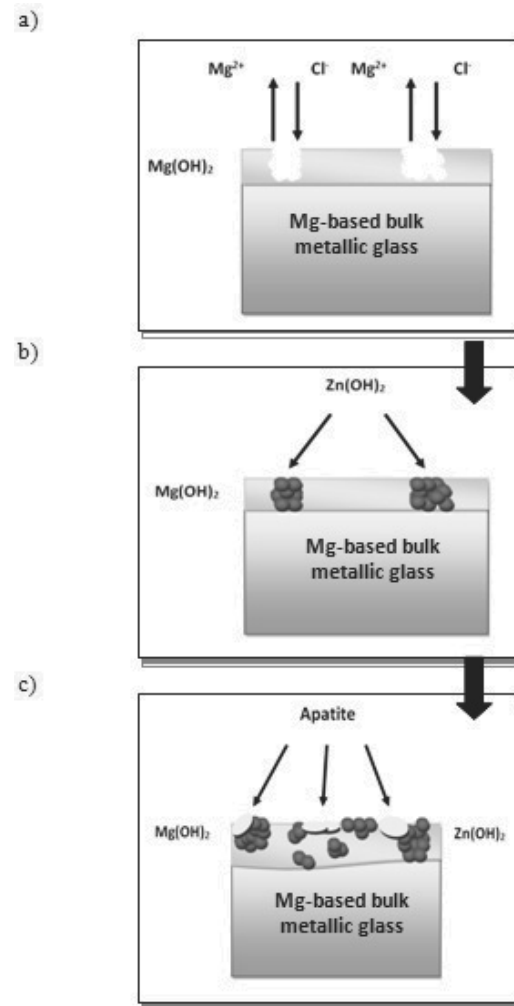 a)
Mg²⁺ Cl⁻ Mg²⁺ Cl⁻
Mg(OH)₂
Mg-based bulk
metallic glass
b)
Zn(OH)₂
Mg(OH)₂
Mg-based bulk
metallic glass
c)
Apatite
Mg(OH)₂ Zn(OH)₂
Mg-based bulk
metallic glass